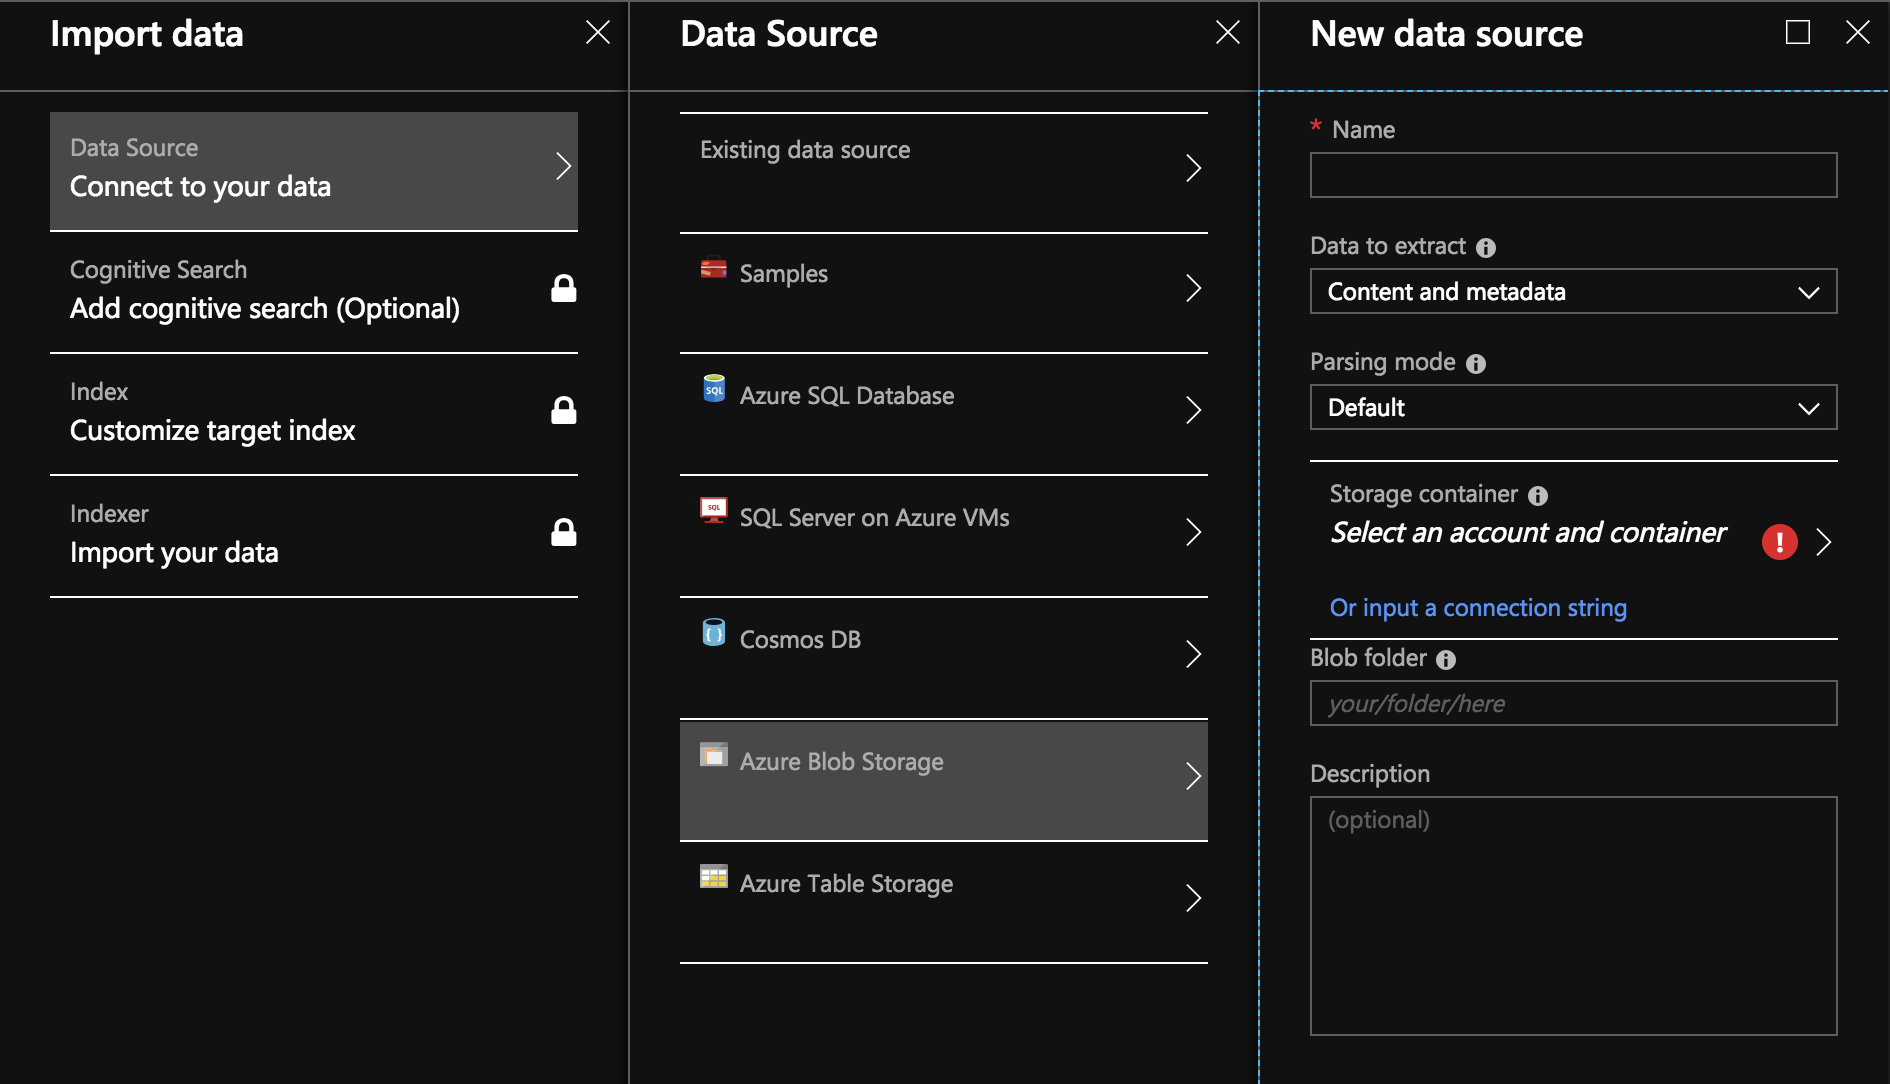 Import data
Data Source
Connect to your data
Cognitive Search
Add cognitive search (Optional)
Index
Customize target index
Indexer
Import your data
Data Source
Existing data source
Samples
SQL
Azure SQL Database
SQL
SQL Server on Azure VMs
Cosmos DB
Azure Blob Storage
Azure Table Storage
New data source
* Name
Data to extract
Content and metadata
Parsing mode
Default
Storage container
Select an account and container
Or input a connection string
Blob folder
your/folder/here
Description
(optional)